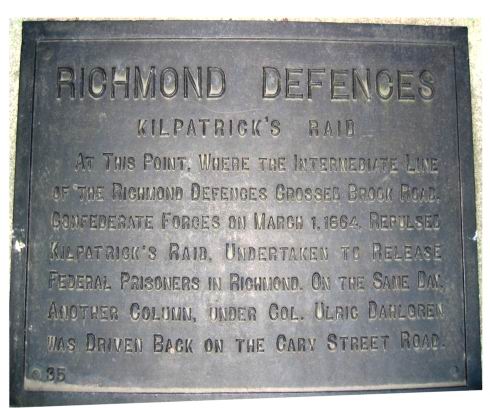 RICHMOND DEFENCES
KILPATRICK'S RAID
AT THIS POINT, WHERE THE INTERMEDIATE LINE
OF THE RICHMOND DEFENCES CROSSED BROOK ROAD,
CONFEDERATE FORCES ON MARCH 1, 1864, REPULSED
KILPATRICK'S RAID, UNDERTAKEN TO RELEASE
FEDERAL PRISONERS IN RICHMOND. ON THE SAME DAY,
ANOTHER COLUMN, UNDER COL. ULRIC DAHLGREN
WAS DRIVEN BACK ON THE CARY STREET ROAD.
35